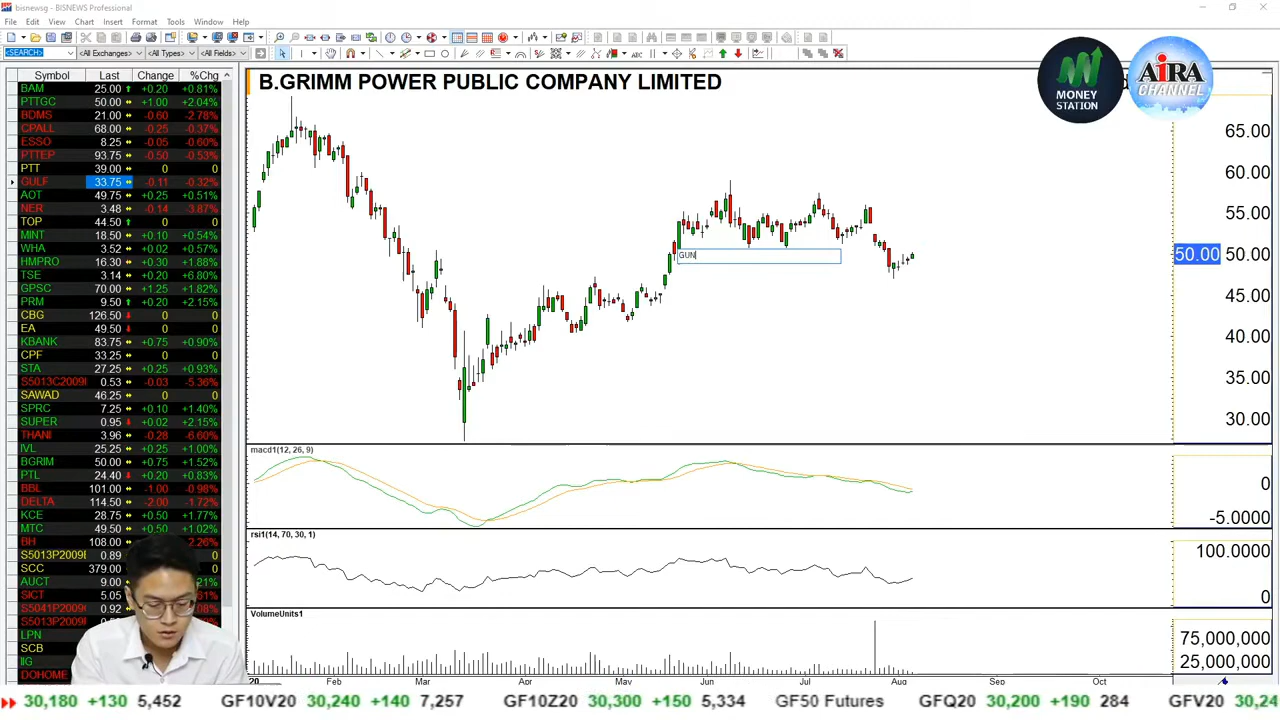 bisnewsg - BISNEWS Professional
File Edit View Chart Insert Format Tools Window Help
<SEARCH> <All Exchanges> <All Types> <All Fields>
Symbol Last Change %Chg
BAM 25.00 +0.20 +0.81%
PTTGC 50.00 +1.00 +2.04%
BDMS 21.00 -0.60 -2.78%
CPALL 68.00 -0.25 -0.37%
ESSO 8.25 -0.05 -0.60%
PTTEP 93.75 -0.50 -0.53%
PTT 39.00 0 0
GULF 33.75 -0.11 -0.32%
AOT 49.75 +0.25 +0.51%
NER 3.48 -0.14 -3.87%
TOP 44.50 0 0
MINT 18.50 +0.10 +0.54%
WHA 3.52 +0.02 +0.57%
HMPRO 16.30 +0.30 +1.88%
TSE 3.14 +0.20 +6.80%
GPSC 70.00 +1.25 +1.82%
PRM 9.50 +0.20 +2.15%
CBG 126.50 0 0
EA 49.50 0 0
KBANK 83.75 +0.75 +0.90%
CPF 33.25 0 0
STA 27.25 +0.25 +0.93%
S5013C2009 0.53 -0.03 -5.36%
SAWAD 46.25 0 0
SPRC 7.25 +0.10 +1.40%
SUPER 0.95 +0.02 +2.15%
THANI 3.96 -0.28 -6.60%
IVL 25.25 +0.25 +1.00%
BGRIM 50.00 +0.75 +1.52%
PTL 24.40 +0.20 +0.83%
BBL 101.00 -1.00 -0.98%
DELTA 114.50 -2.00 -1.72%
KCE 28.75 +0.50 +1.77%
MTC 49.50 +0.50 +1.02%
BH 108.00 2.26%
S5013P2009 0.89 0
SCC 379.00 0
AUCT 9.00 21%
SICT 5.05 61%
S5041P2009 0.92 08%
S5013P2009
LPN
SCB
IIG
DOHOME
B.GRIMM POWER PUBLIC COMPANY LIMITED
MONEY
STATION
AiRA
CHANNEL
GUN
65.00
60.00
55.00
50.00 50.00
45.00
40.00
35.00
30.00
macd1(12, 26, 9)
0
-5.0000
rsi1(14, 70, 30, 1)
100.0000
0
VolumeUnits1
75,000,000
25,000,000
20 Feb Mar Apr May Jun Jul Aug Sep Oct
30,180 +130 5,452 GF10V20 30,240 +140 7,257 GF10Z20 30,300 +150 5,334 GF50 Futures GFQ20 30,200 +190 284 GFV20 30,24